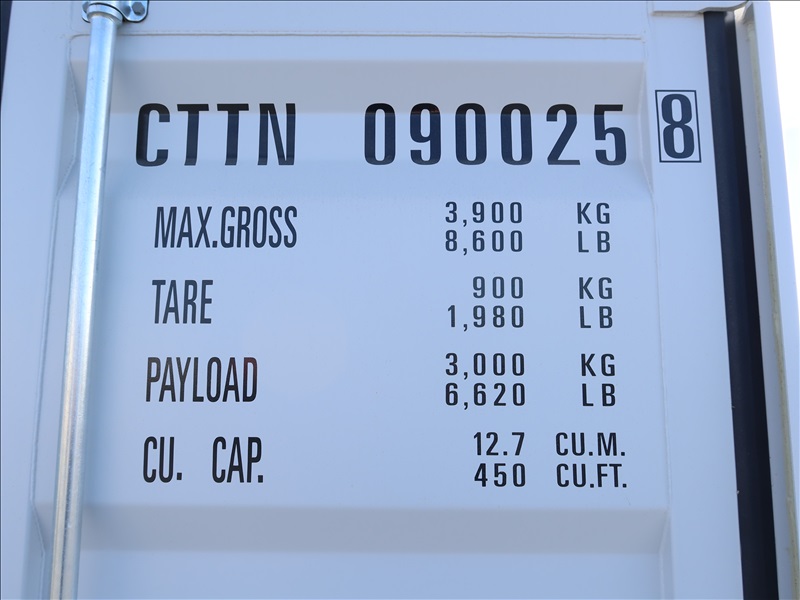 CTTN 090025 8
MAX.GROSS 3,900 KG
8,600 LB
TARE 900 KG
1,980 LB
PAYLOAD 3,000 KG
6,620 LB
CU. CAP. 12.7 CU.M.
450 CU.FT.